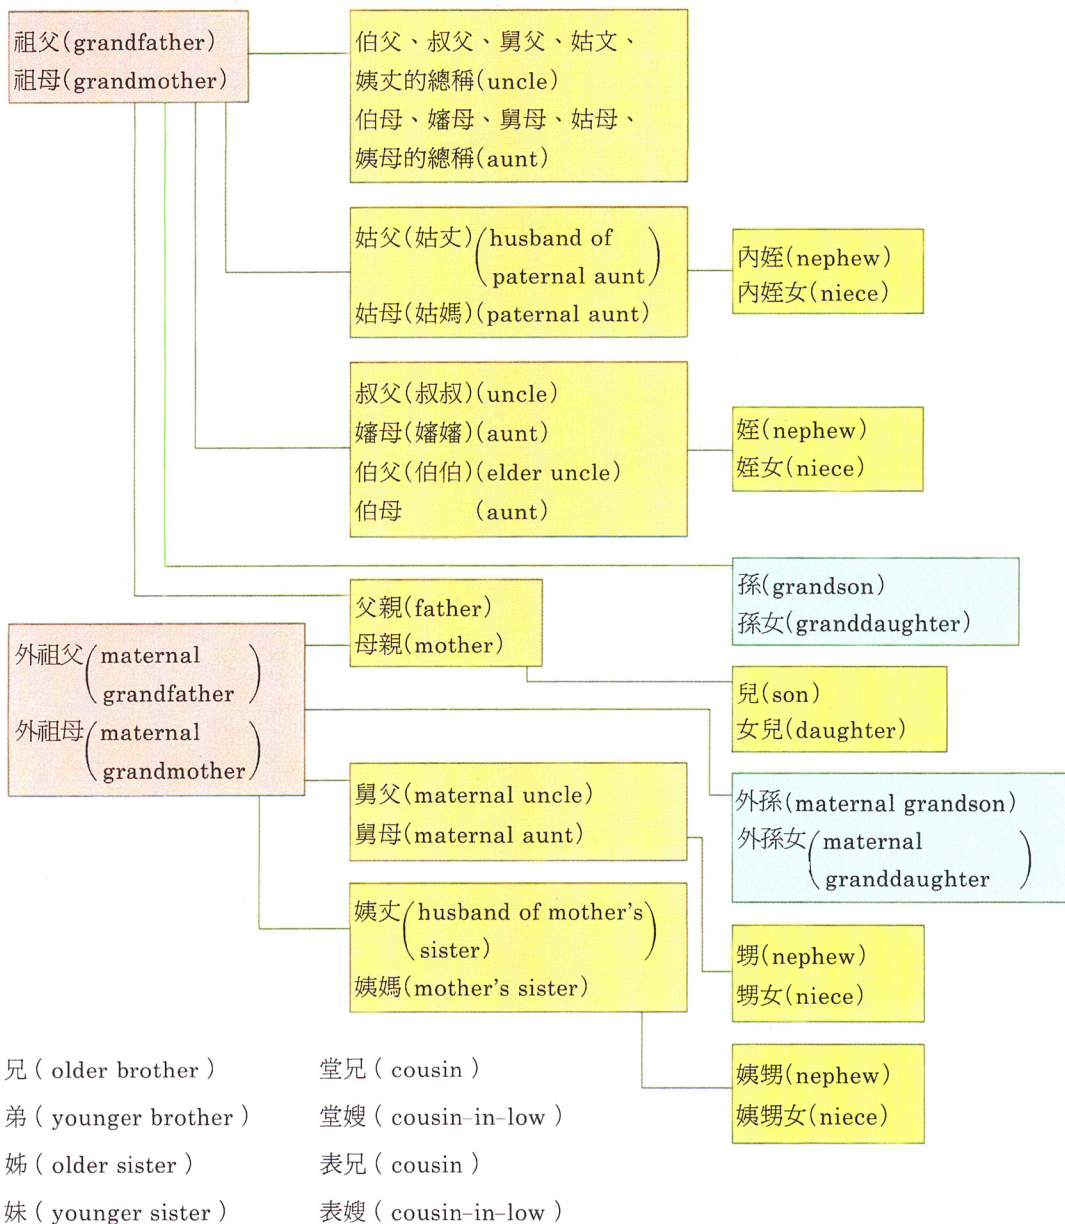 祖父(grandfather)
祖母(grandmother)
伯父、叔父、舅父、姑文、
姨丈的總稱(uncle)
伯母、嬸母、舅母、姑母、
姨母的總稱(aunt)
姑父(姑丈)(husband of
paternal aunt)
姑母(姑媽)(paternal aunt)
內姪(nephew)
內姪女(niece)
叔父(叔叔)(uncle)
嬸母(嬸嬸)(aunt)
伯父(伯伯)(elder uncle)
伯母 (aunt)
姪(nephew)
姪女(niece)
孫(grandson)
孫女(granddaughter)
父親(father)
母親(mother)
外祖父(maternal
grandfather)
外祖母(maternal
grandmother)
兒(son)
女兒(daughter)
舅父(maternal uncle)
舅母(maternal aunt)
外孫(maternal grandson)
外孫女(maternal
granddaughter)
姨丈(husband of mother's
sister))
姨媽(mother's sister)
甥(nephew)
甥女(niece)
姨甥(nephew)
姨甥女(niece)
兄 ( older brother )
弟 ( younger brother )
姊 ( older sister )
妹 ( younger sister )
堂兄 ( cousin )
堂嫂 ( cousin-in-low )
表兄 ( cousin )
表嫂 ( cousin-in-low )